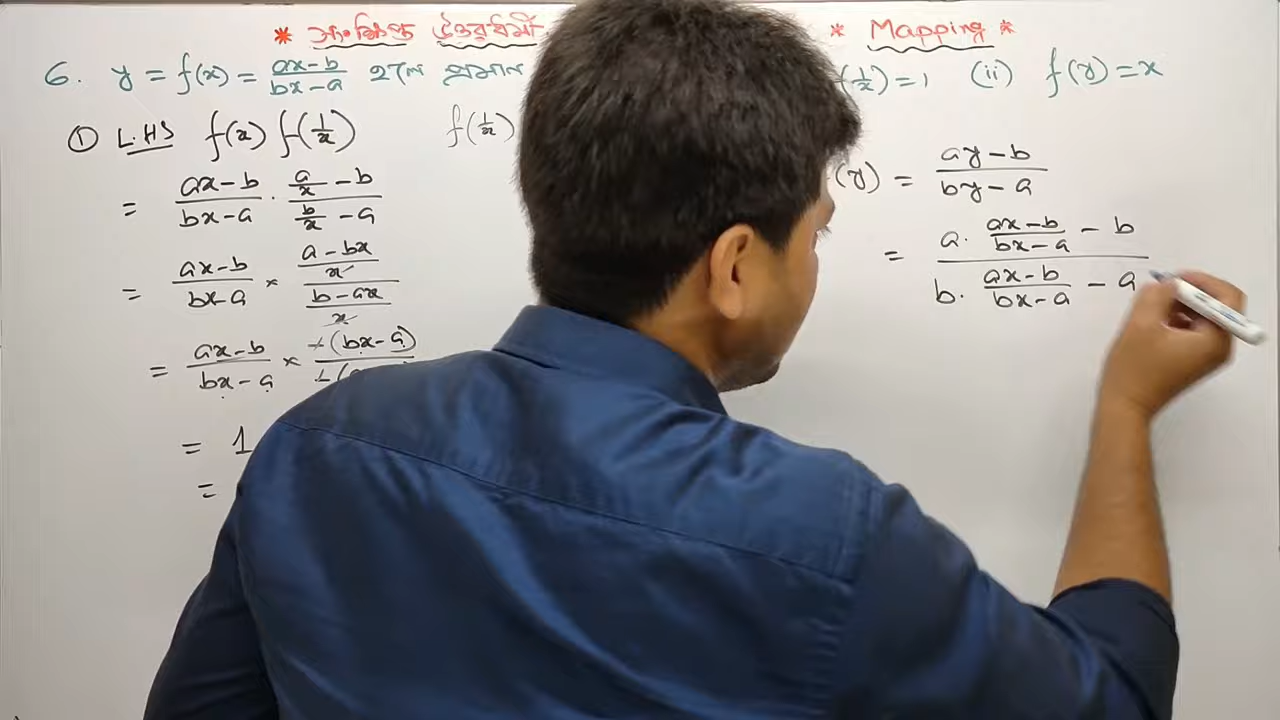 * সংক্ষিপ্ত উত্তরধর্মী * Mapping *
6. y = f(x) = (ax-b)/(bx-a) হলে প্রমাণ f(1/x) = 1 (ii) f(y) = x
① L.H.S f(x) f(1/x) f(1/x)
= (ax-b)/(bx-a) · (a/x - b)/(b/x - a)
= (ax-b)/(bx-a) × ((a-bx)/x)/((b-ax)/x)
= (ax-b)/(bx-a) × -(bx-a)/-(
= 1
=
(y) = (ay-b)/(by-a)
= (a. (ax-b)/(bx-a) - b)/(b. (ax-b)/(bx-a) - a)